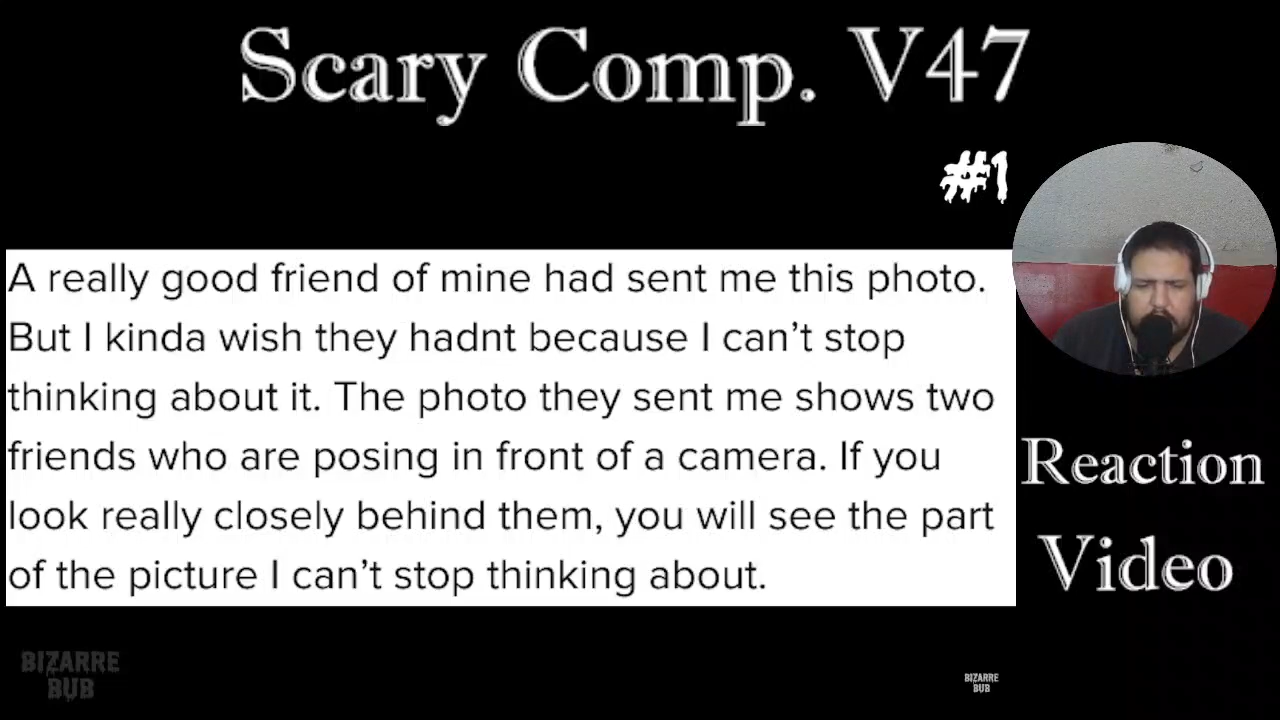 Scary Comp. V47
#1
A really good friend of mine had sent me this photo.
But I kinda wish they hadnt because I can't stop
thinking about it. The photo they sent me shows two
friends who are posing in front of a camera. If you
look really closely behind them, you will see the part
of the picture I can't stop thinking about.
Reaction
Video
BIZARRE
BUB
BIZARRE
BUB